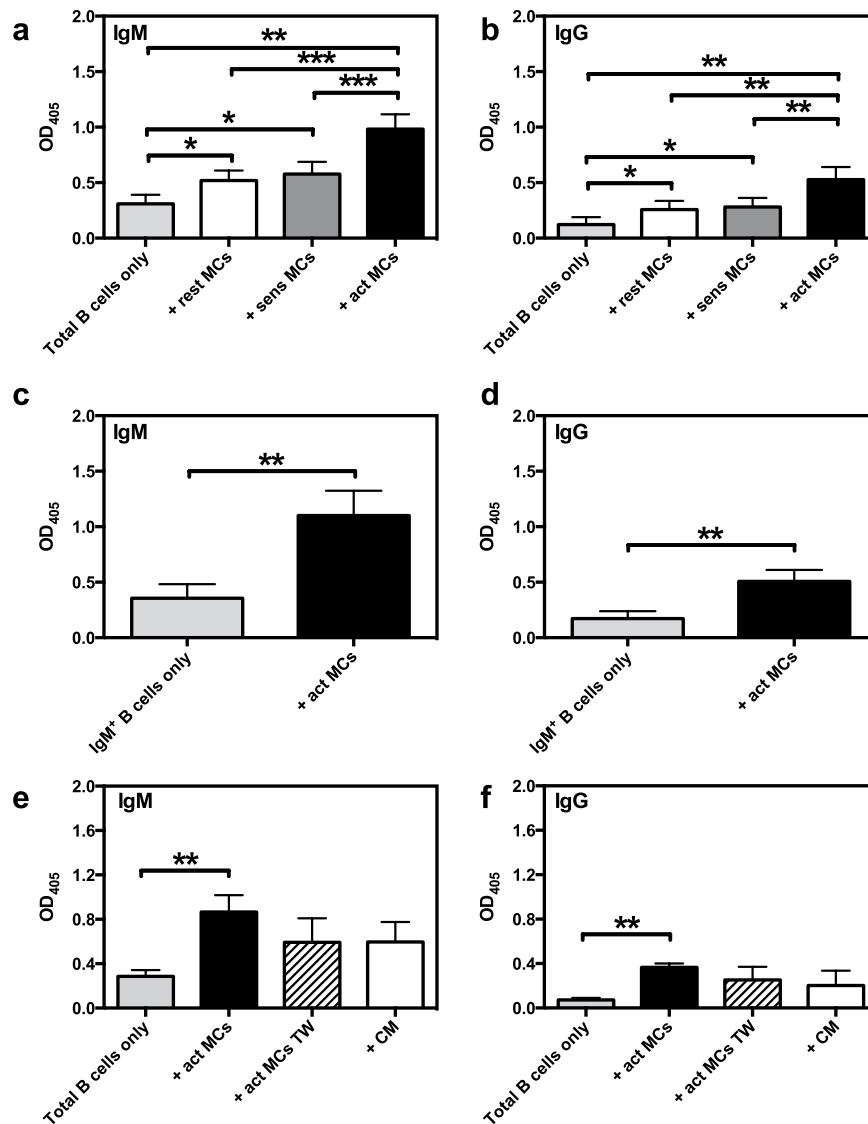 a
IgM
2.0
1.5
1.0
0.5
0.0
OD405
**
***
***
*
*
Total B cells only
+ rest MCs
+ sens MCs
+ act MCs
b
IgG
2.0
1.5
1.0
0.5
0.0
OD405
**
**
**
*
*
Total B cells only
+ rest MCs
+ sens MCs
+ act MCs
c
IgM
2.0
1.5
1.0
0.5
0.0
OD405
**
IgM+ B cells only
+ act MCs
d
IgG
2.0
1.5
1.0
0.5
0.0
OD405
**
IgM+ B cells only
+ act MCs
e
IgM
2.0
1.6
1.2
0.8
0.4
0.0
OD405
**
Total B cells only
+ act MCs
+ act MCs TW
+ CM
f
IgG
2.0
1.6
1.2
0.8
0.4
0.0
OD405
**
Total B cells only
+ act MCs
+ act MCs TW
+ CM